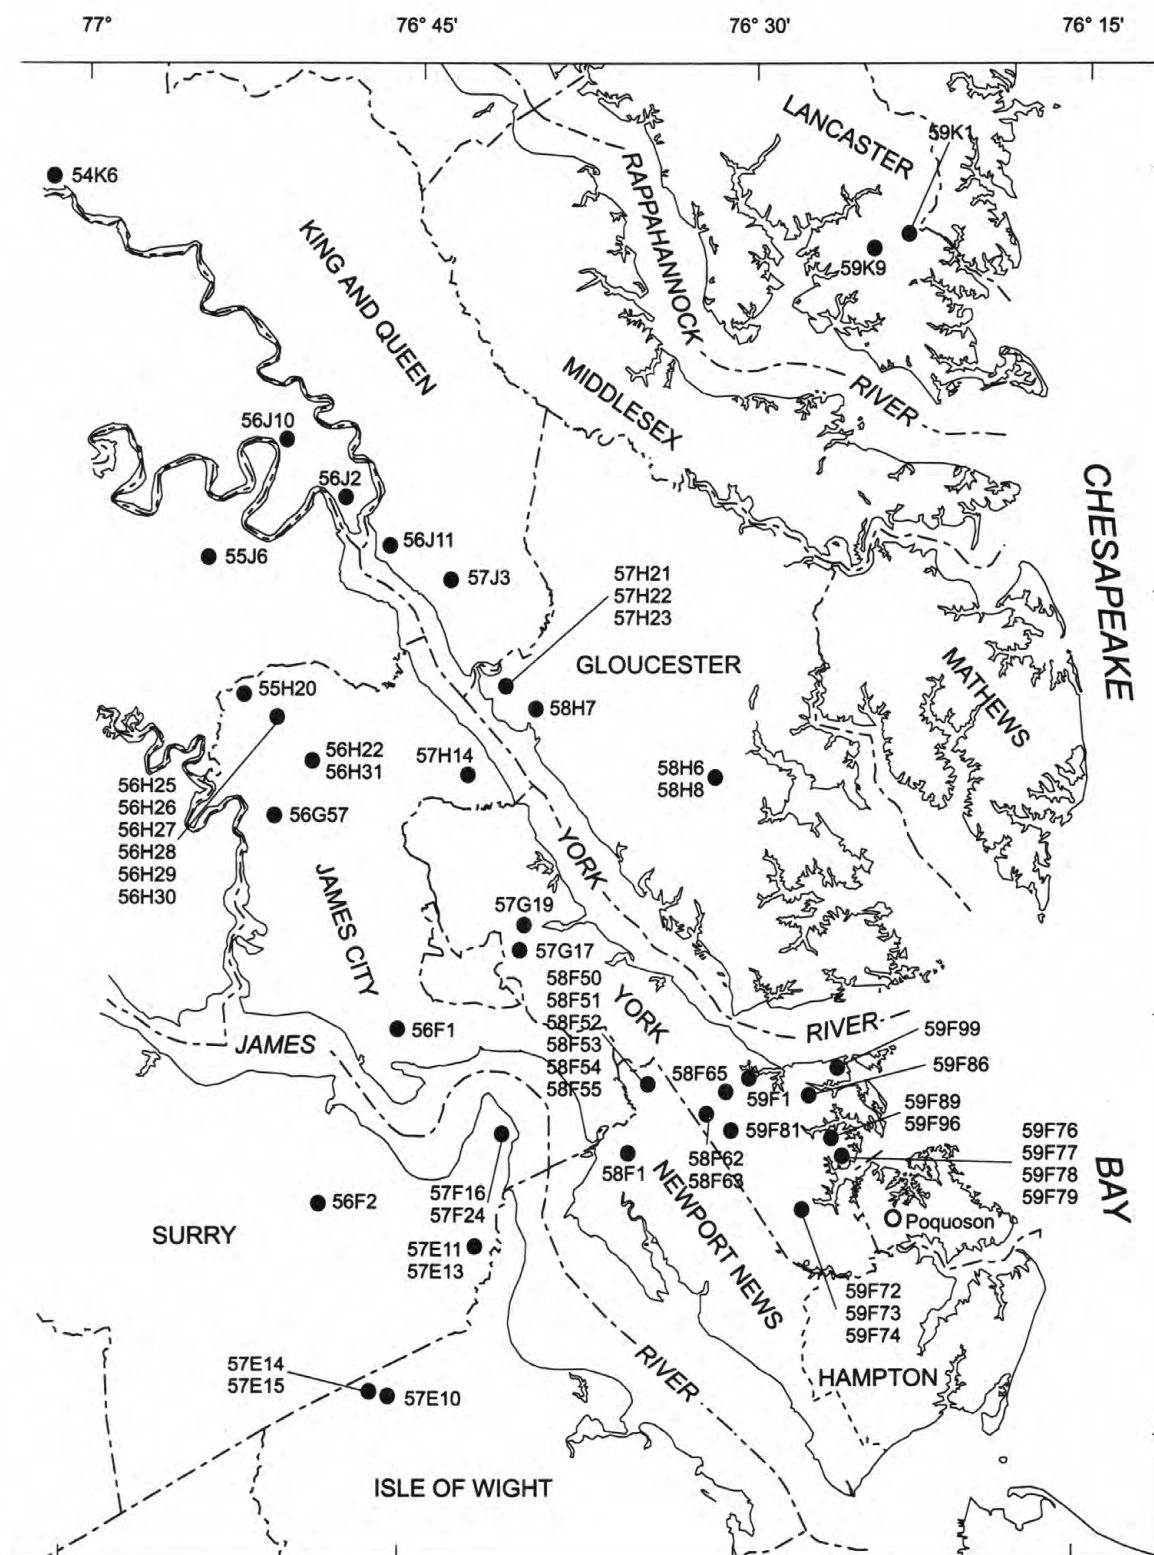 77°
76° 45'
76° 30'
76° 15'
LANCASTER
59K1
54K6
RAPPAHANNOCK
KING AND QUEEN
59K9
MIDDLESEX
RIVER
56J10
CHESAPEAKE
56J2
56J11
55J6
57J3
57H21
57H22
57H23
GLOUCESTER
MATHEWS
55H20
58H7
56H22
56H31
57H14
58H6
58H8
56H25
56H26
56H27
56H28
56H29
56H30
56G57
YORK
JAMES CITY
57G19
57G17
58F50
58F51
58F52
58F53
58F54
58F55
YORK
RIVER
56F1
JAMES
59F99
58F65
59F1
59F86
59F89
59F96
59F81
59F76
59F77
59F78
59F79
58F62
58F63
58F1
BAY
57F16
57F24
56F2
NEWPORT NEWS
Poquoson
SURRY
57E11
57E13
59F72
59F73
59F74
57E14
57E15
57E10
RIVER
HAMPTON
ISLE OF WIGHT